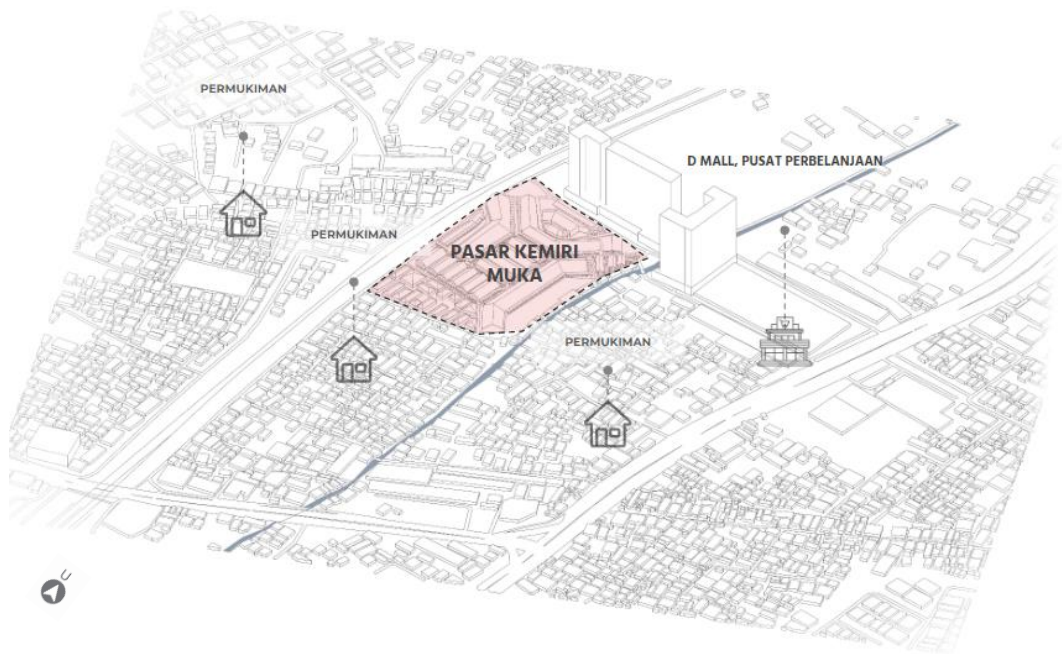 PERMUKIMAN
D MALL, PUSAT PERBELANJAAN
PERMUKIMAN
PASAR KEMIRI
MUKA
PERMUKIMAN
U